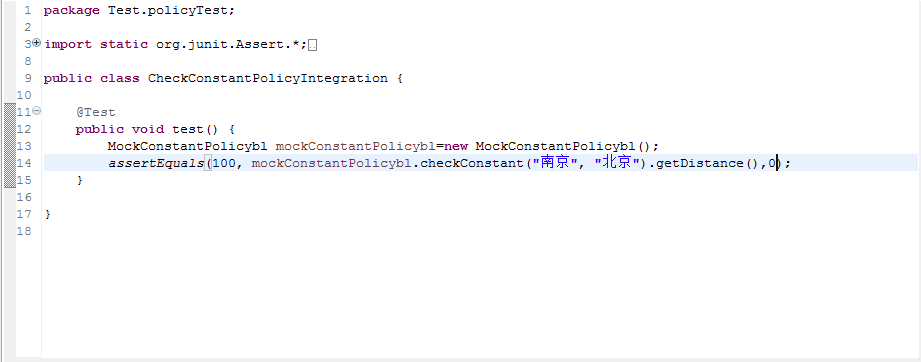 1 package Test.policyTest;
2
3 import static org.junit.Assert.*;
8
9 public class CheckConstantPolicyIntegration {
10
11 @Test
12 public void test() {
13 MockConstantPolicybl mockConstantPolicybl=new MockConstantPolicybl();
14 assertEquals(100, mockConstantPolicybl.checkConstant("南京", "北京").getDistance(),0);
15 }
16
17 }
18